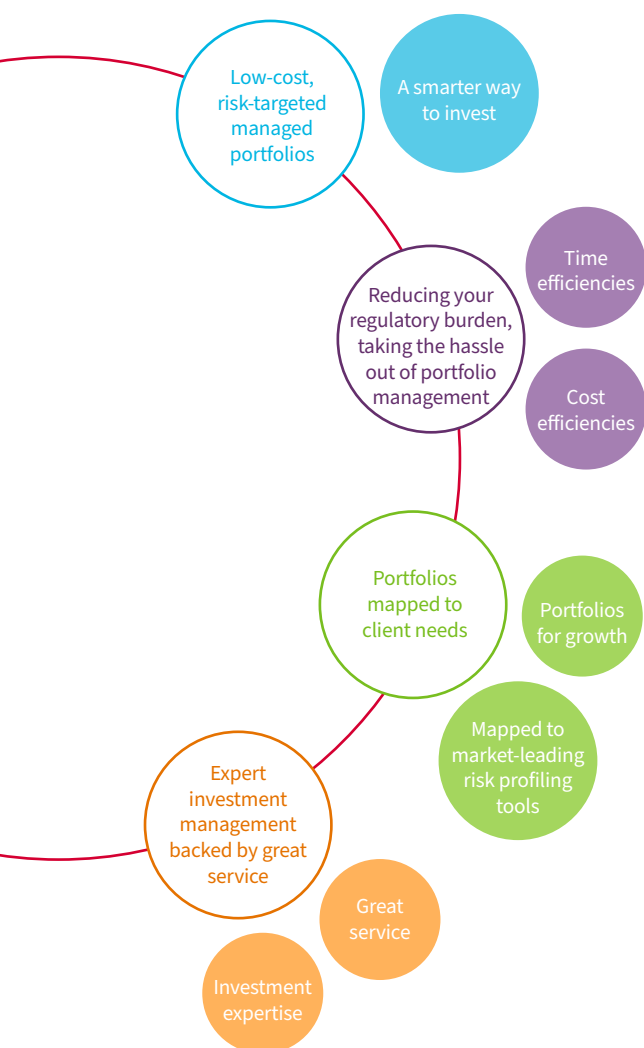 Low-cost,
risk-targeted
managed
portfolios
A smarter way
to invest
Reducing your
regulatory burden,
taking the hassle
out of portfolio
management
Time
efficiencies
Cost
efficiencies
Portfolios
mapped to
client needs
Portfolios
for growth
Mapped to
market-leading
risk profiling
tools
Expert
investment
management
backed by great
service
Great
service
Investment
expertise